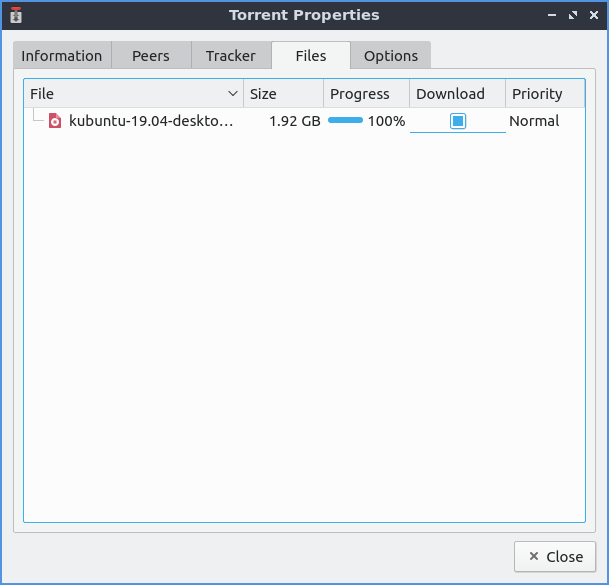 Torrent Properties
Information Peers Tracker Files Options
File Size Progress Download Priority
kubuntu-19.04-deskto... 1.92 GB 100% Normal
Close